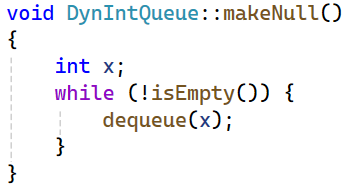 void DynIntQueue::makeNull()
{
    int x;
    while (!isEmpty()) {
        dequeue(x);
    }
}